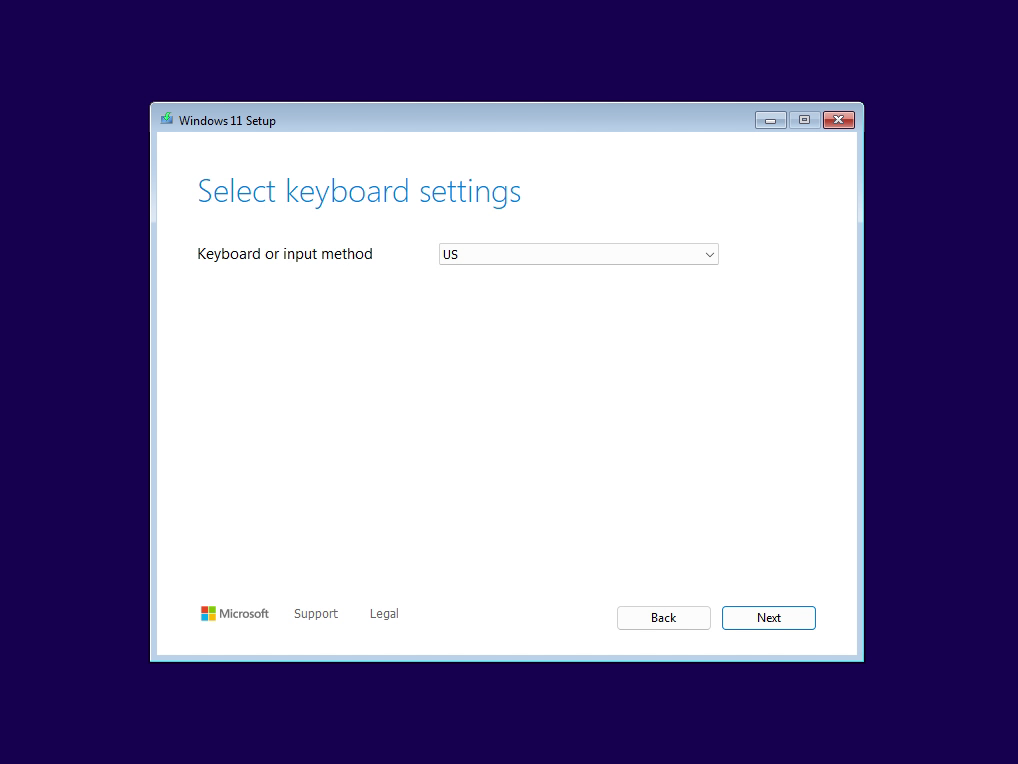 Windows 11 Setup
Select keyboard settings
Keyboard or input method US
Microsoft Support Legal Back Next